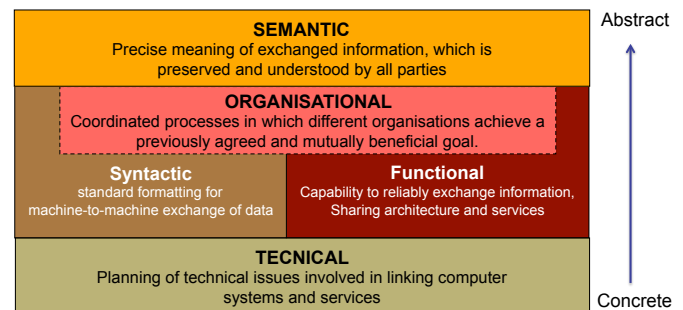 SEMANTIC
Precise meaning of exchanged information, which is
preserved and understood by all parties
ORGANISATIONAL
Coordinated processes in which different organisations achieve a
previously agreed and mutually beneficial goal.
Syntactic
standard formatting for
machine-to-machine exchange of data
Functional
Capability to reliably exchange information,
Sharing architecture and services
TECNICAL
Planning of technical issues involved in linking computer
systems and services
Abstract
Concrete